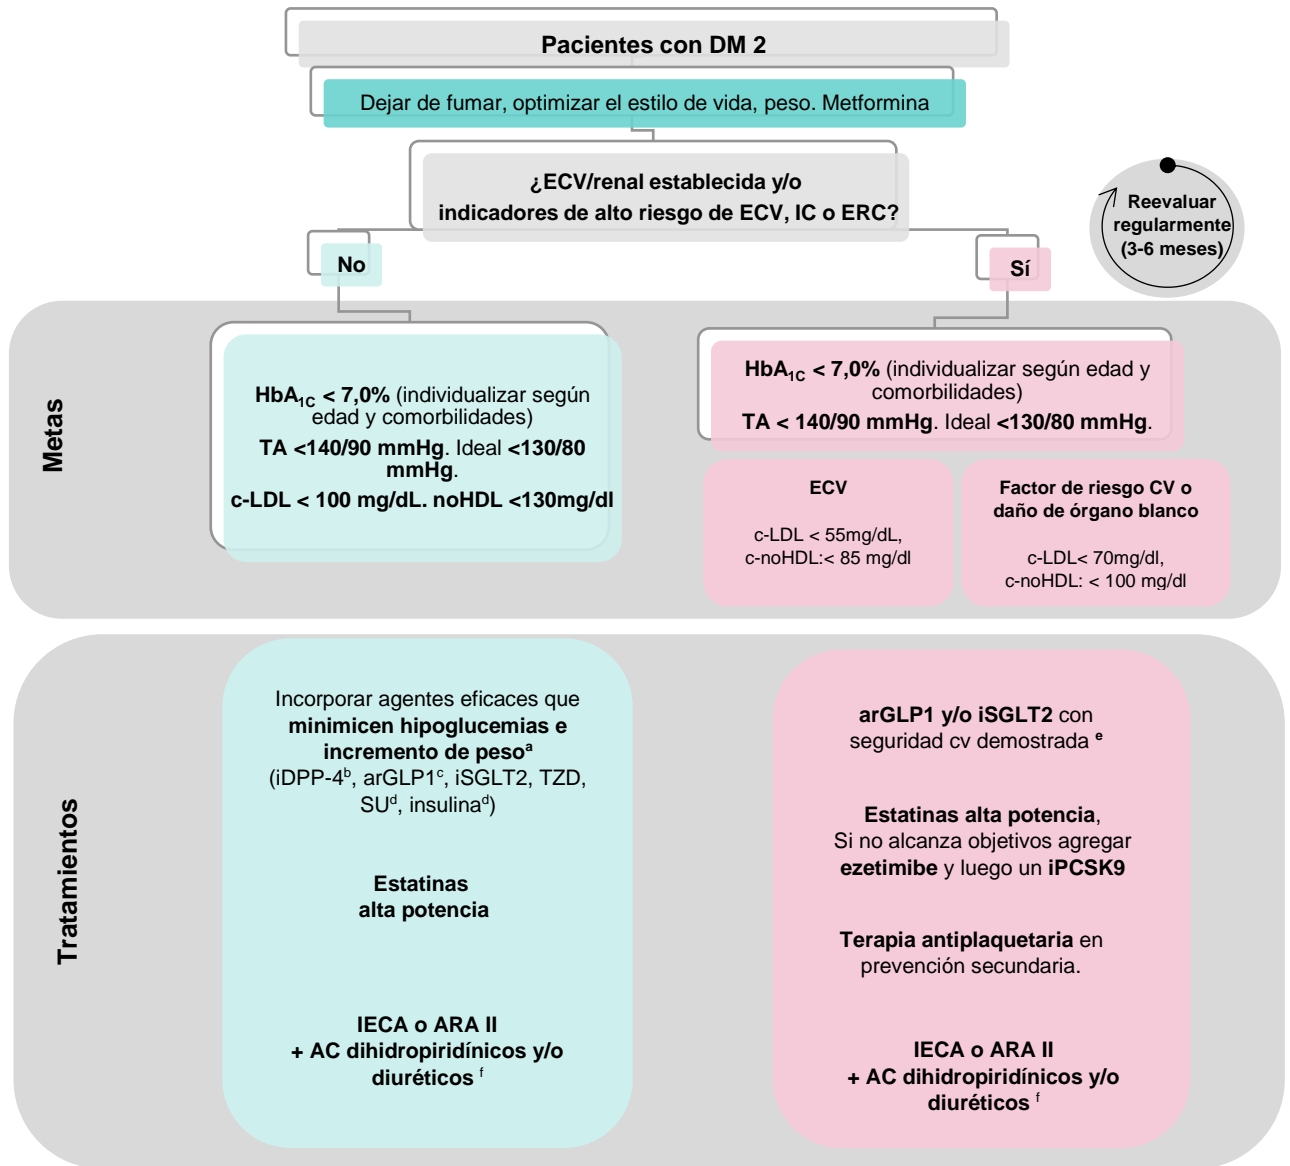 Pacientes con DM 2
Dejar de fumar, optimizar el estilo de vida, peso. Metformina
¿ECV/renal establecida y/o
indicadores de alto riesgo de ECV, IC o ERC?
Reevaluar
regularmente
(3-6 meses)
No
Sí
Metas
HbA1C < 7,0% (individualizar según
edad y comorbilidades)
TA <140/90 mmHg. Ideal <130/80
mmHg.
c-LDL < 100 mg/dL. noHDL <130mg/dl
HbA1C < 7,0% (individualizar según edad y
comorbilidades)
TA < 140/90 mmHg. Ideal <130/80 mmHg.
ECV
c-LDL < 55mg/dL,
c-noHDL:< 85 mg/dl
Factor de riesgo CV o
daño de órgano blanco
c-LDL< 70mg/dl,
c-noHDL: < 100 mg/dl
Tratamientos
Incorporar agentes eficaces que
minimicen hipoglucemias e
incremento de pesoª
(iDPP-4ᵇ, arGLP1ᶜ, iSGLT2, TZD,
SUᵈ, insulinaᵈ)
Estatinas
alta potencia
IECA o ARA II
+ AC dihidropiridínicos y/o
diuréticos ᶠ
arGLP1 y/o iSGLT2 con
seguridad cv demostrada ᵉ
Estatinas alta potencia,
Si no alcanza objetivos agregar
ezetimibe y luego un iPCSK9
Terapia antiplaquetaria en
prevención secundaria.
IECA o ARA II
+ AC dihidropiridínicos y/o
diuréticos ᶠ